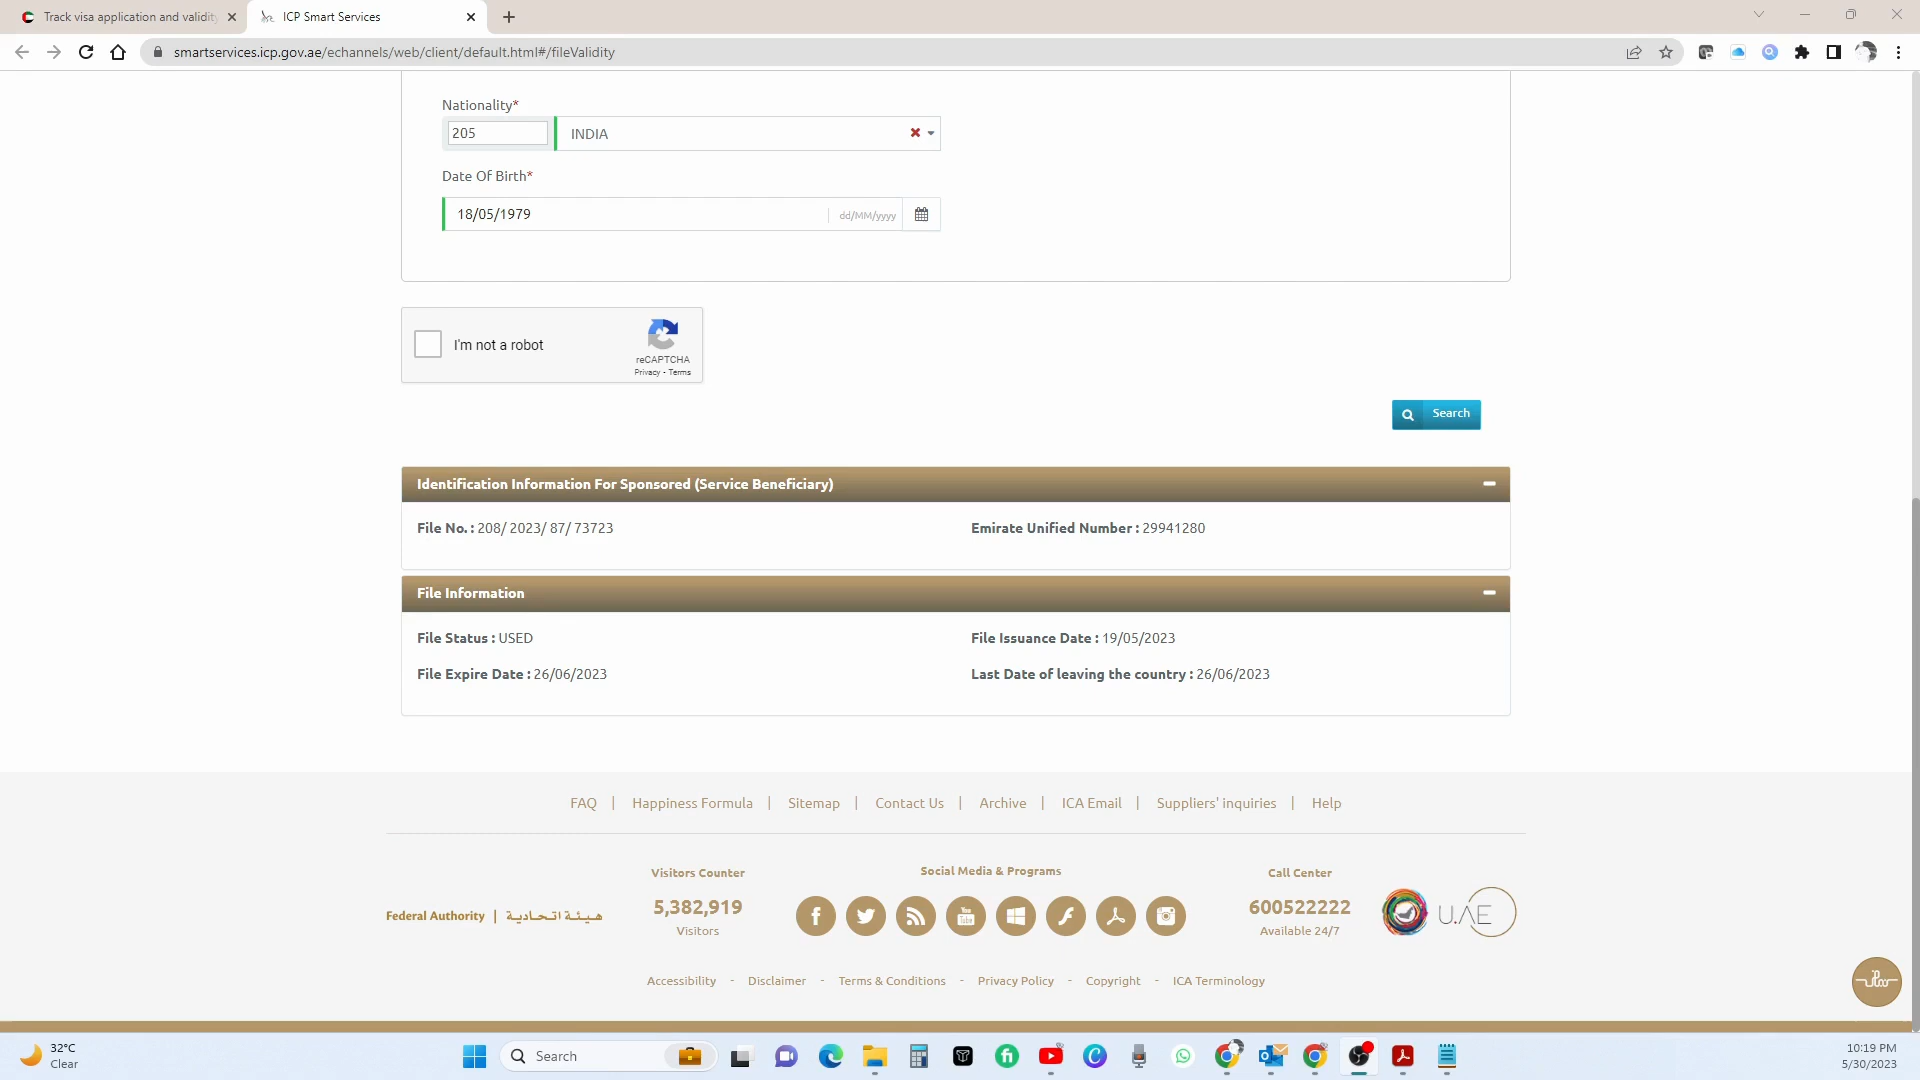 Track visa application and validity
ICP Smart Services
smartservices.icp.gov.ae/echannels/web/client/default.html#/fileValidity
Nationality*
205
INDIA
Date Of Birth*
18/05/1979
dd/MM/yyyy
I'm not a robot
reCAPTCHA
Privacy - Terms
Search
Identification Information For Sponsored (Service Beneficiary)
File No. : 208/ 2023/ 87/ 73723
Emirate Unified Number : 29941280
File Information
File Status : USED
File Issuance Date : 19/05/2023
File Expire Date : 26/06/2023
Last Date of leaving the country : 26/06/2023
FAQ | Happiness Formula | Sitemap | Contact Us | Archive | ICA Email | Suppliers' inquiries | Help
Visitors Counter
Social Media & Programs
Call Center
Federal Authority | هيئة اتحادية
5,382,919
Visitors
You Tube
600522222
Available 24/7
U.AE
Accessibility - Disclaimer - Terms & Conditions - Privacy Policy - Copyright - ICA Terminology
32°C
Clear
Search
10:19 PM
5/30/2023